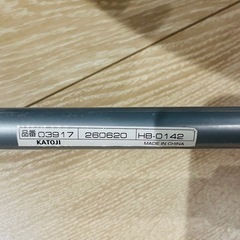 品番 03917 260620 HB-0142
KATOJI MADE IN CHINA